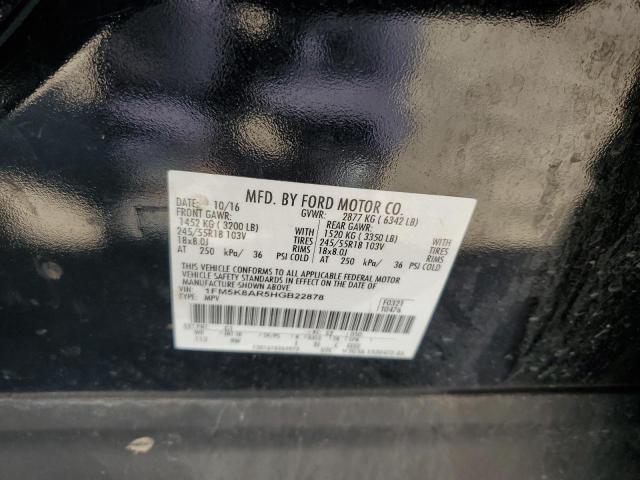 MFD. BY FORD MOTOR CO.
DATE: 10/16 GVWR: 2877 KG ( 6342 LB)
FRONT GAWR: REAR GAWR:
1452 KG ( 3200 LB) WITH 1520 KG ( 3350 LB) WITH
245/55R18 103V TIRES 245/55R18 103V TIRES
18x8.0J RIMS 18x8.0J RIMS
AT 250 kPa/ 36 PSI COLD AT 250 kPa/ 36 PSI COLD
THIS VEHICLE CONFORMS TO ALL APPLICABLE FEDERAL MOTOR
VEHICLE SAFETY STANDARDS IN EFFECT ON THE DATE OF
MANUFACTURE SHOWN ABOVE.
VIN: 1FM5K8AR5HGB22878 F0321
TYPE: MPV T0476